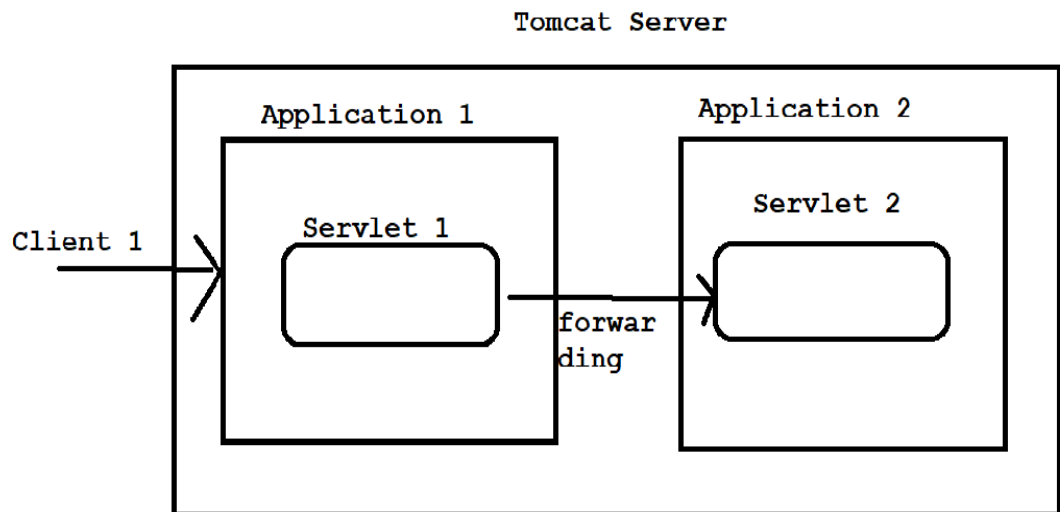 Tomcat Server
Application 1
Application 2
Servlet 1
Servlet 2
Client 1
forwar
ding